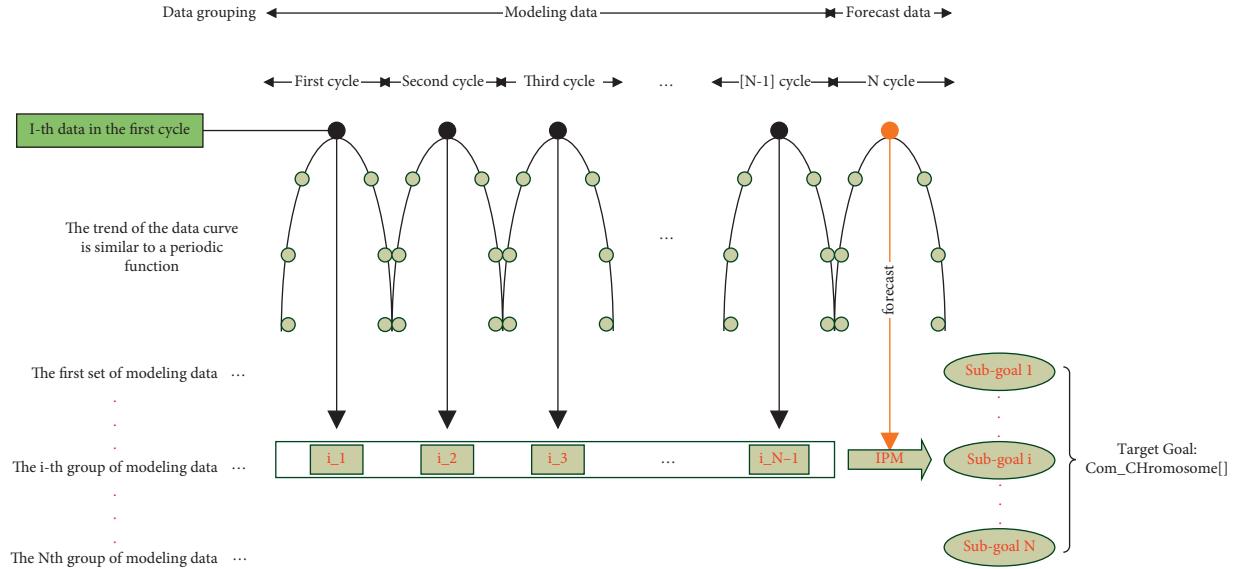 Data grouping
Modeling data
Forecast data
First cycle
Second cycle
Third cycle
...
[N-1] cycle
N cycle
I-th data in the first cycle
The trend of the data curve
is similar to a periodic
function
...
forecast
The first set of modeling data ...
Sub-goal 1
The i-th group of modeling data ...
i_1
i_2
i_3
...
i_N–1
IPM
Sub-goal i
Target Goal:
Com_CHromosome[]
The Nth group of modeling data ...
Sub-goal N